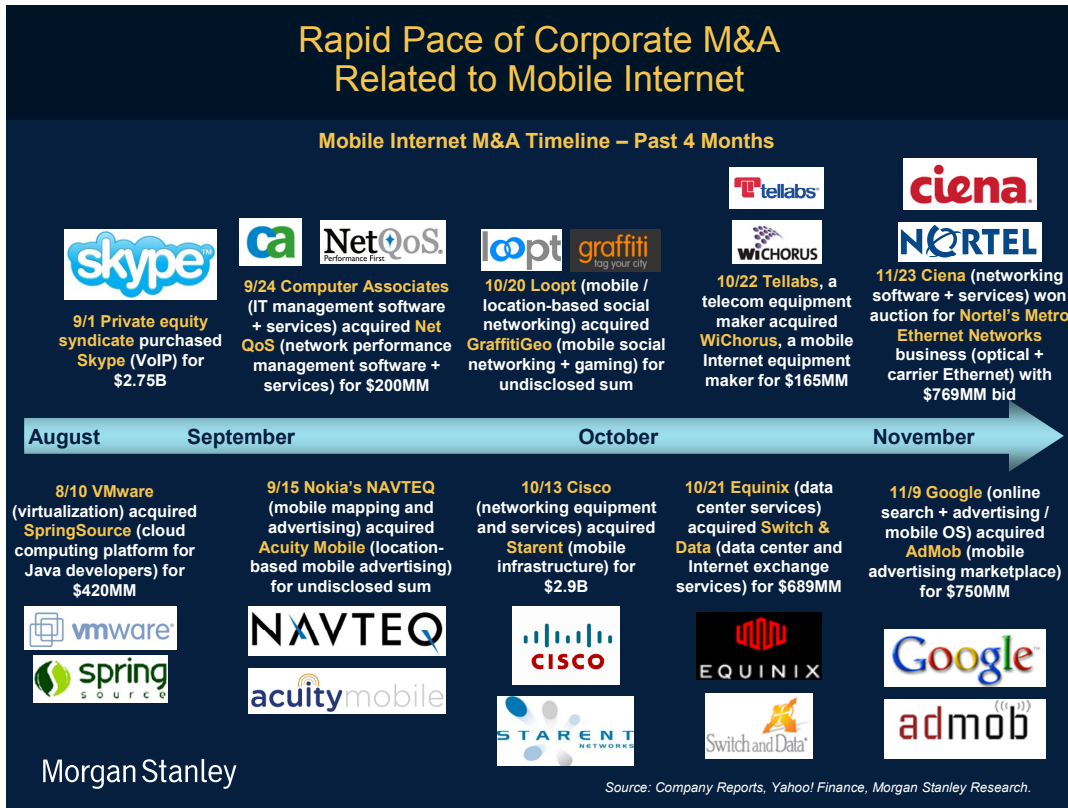 Rapid Pace of Corporate M&A
Related to Mobile Internet
Mobile Internet M&A Timeline – Past 4 Months
skype™
9/1 Private equity
syndicate purchased
Skype (VoIP) for
$2.75B
ca
NetQoS.
Performance First
9/24 Computer Associates
(IT management software
+ services) acquired Net
QoS (network performance
management software +
services) for $200MM
loopt
graffiti
tag your city
10/20 Loopt (mobile /
location-based social
networking) acquired
GraffitiGeo (mobile social
networking + gaming) for
undisclosed sum
tellabs
WICHORUS
10/22 Tellabs, a
telecom equipment
maker acquired
WiChorus, a mobile
Internet equipment
maker for $165MM
ciena
NORTEL
11/23 Ciena (networking
software + services) won
auction for Nortel's Metro
Ethernet Networks
business (optical +
carrier Ethernet) with
$769MM bid
August September October November
8/10 VMware
(virtualization) acquired
SpringSource (cloud
computing platform for
Java developers) for
$420MM
vmware
spring
source
9/15 Nokia's NAVTEQ
(mobile mapping and
advertising) acquired
Acuity Mobile (location-
based mobile advertising)
for undisclosed sum
NAVTEQ
acuitymobile
10/13 Cisco
(networking equipment
and services) acquired
Starent (mobile
infrastructure) for
$2.9B
CISCO
STARENT
NETWORKS
10/21 Equinix (data
center services)
acquired Switch &
Data (data center and
Internet exchange
services) for $689MM
EQUINIX
Switch and Data
11/9 Google (online
search + advertising /
mobile OS) acquired
AdMob (mobile
advertising marketplace)
for $750MM
Google
admob
Morgan Stanley
Source: Company Reports, Yahoo! Finance, Morgan Stanley Research.